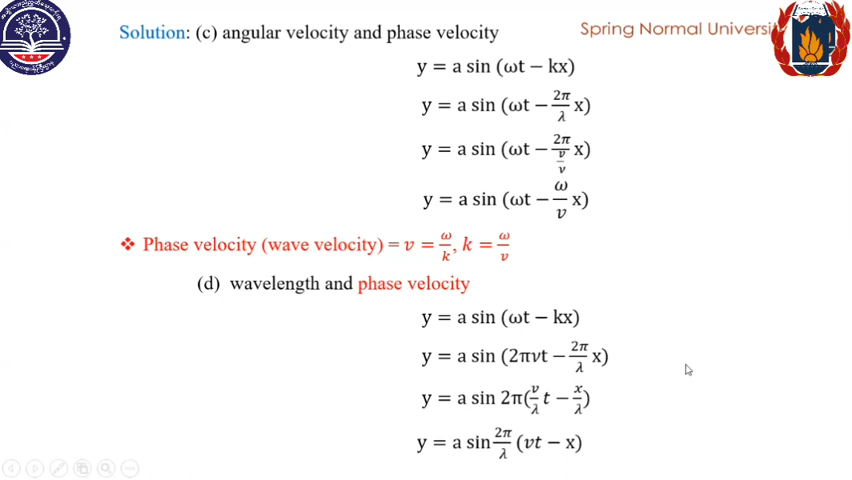 Spring Normal Universi
Solution: (c) angular velocity and phase velocity
y = a sin (ωt − kx)
y = a sin (ωt − 2π/λ x)
y = a sin (ωt − 2π/(v/ν) x)
y = a sin (ωt − ω/v x)
❖ Phase velocity (wave velocity) = v = ω/k, k = ω/v
(d) wavelength and phase velocity
y = a sin (ωt − kx)
y = a sin (2πνt − 2π/λ x)
y = a sin 2π(v/λ t − x/λ)
y = a sin 2π/λ (vt − x)